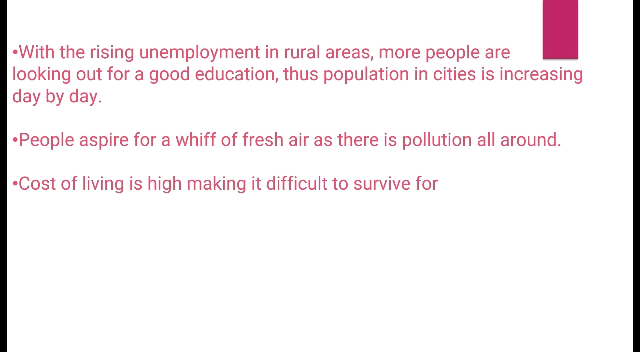 •With the rising unemployment in rural areas, more people are
looking out for a good education, thus population in cities is increasing
day by day.
•People aspire for a whiff of fresh air as there is pollution all around.
•Cost of living is high making it difficult to survive for